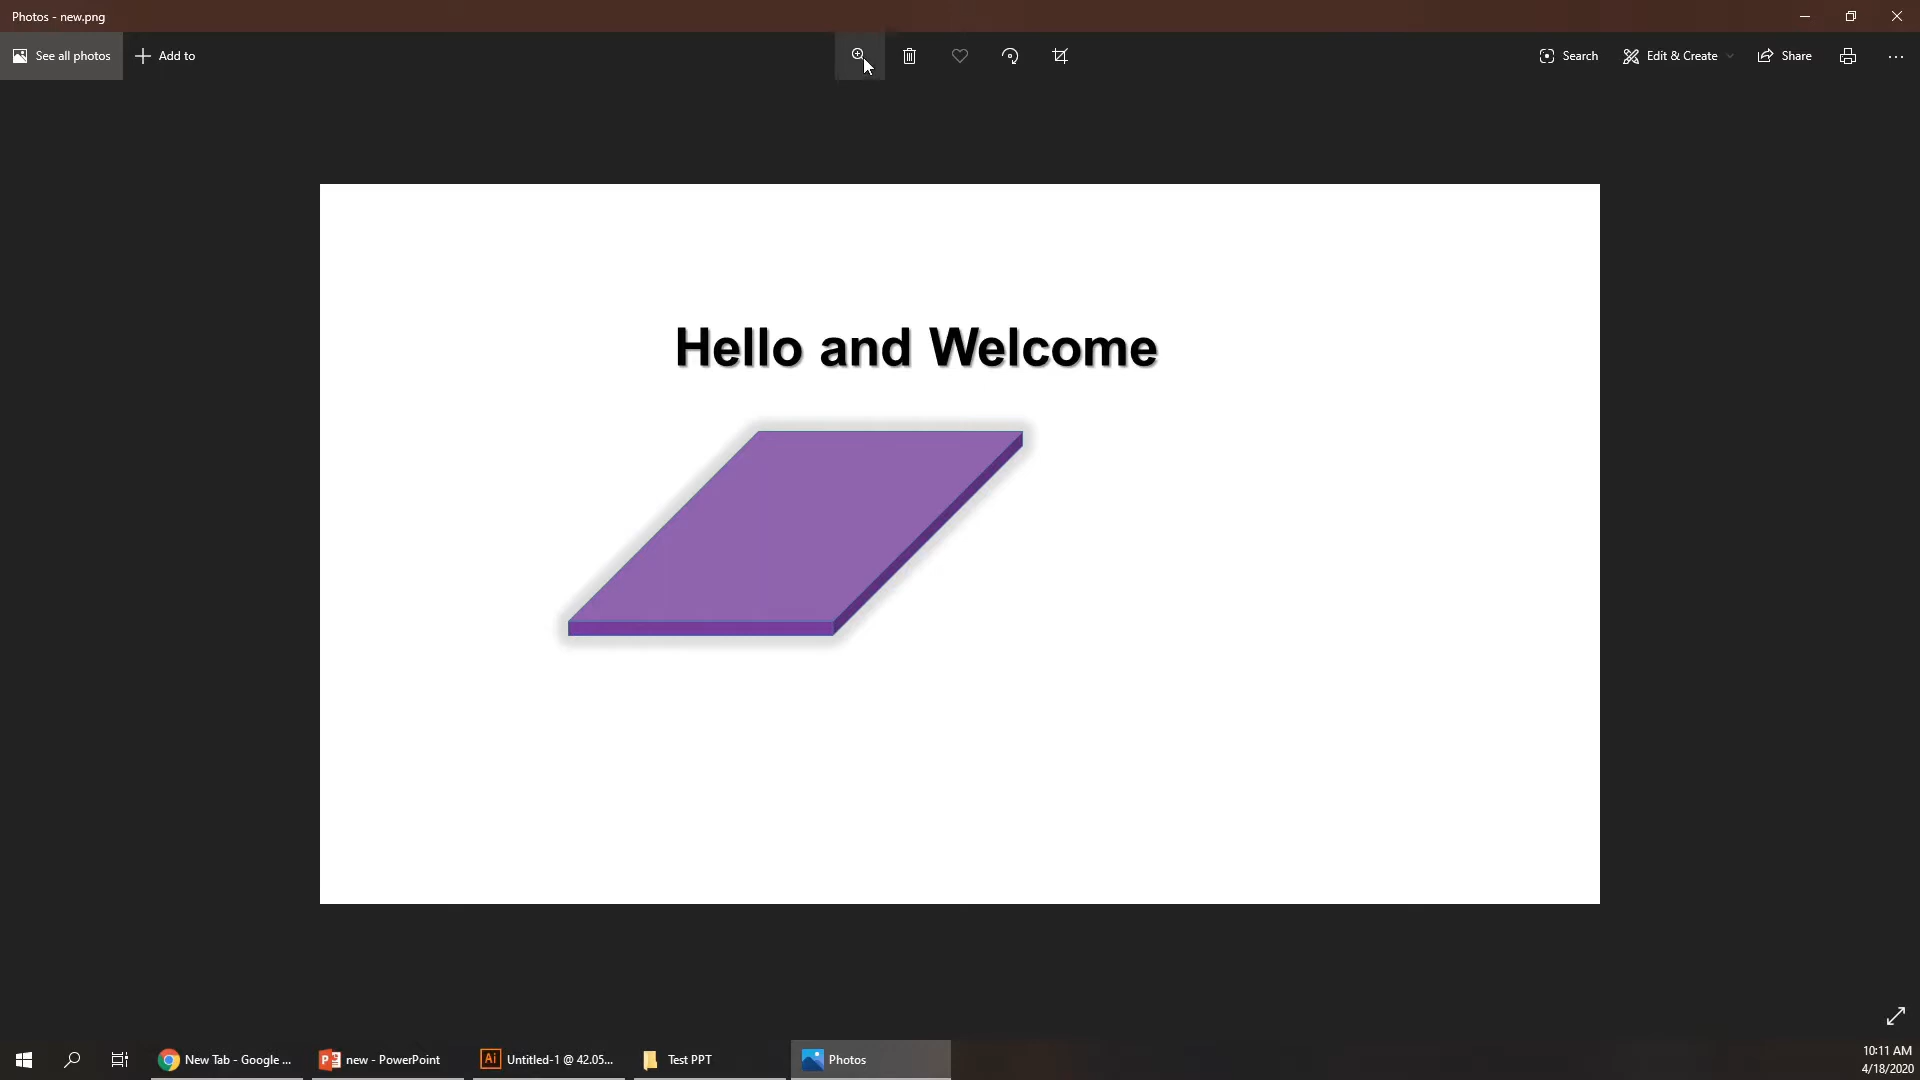 Photos - new.png
See all photos
Add to
Search
Edit & Create
Share
Hello and Welcome
New Tab - Google ...
new - PowerPoint
Ai
Untitled-1 @ 42.05...
Test PPT
Photos
10:11 AM
4/18/2020